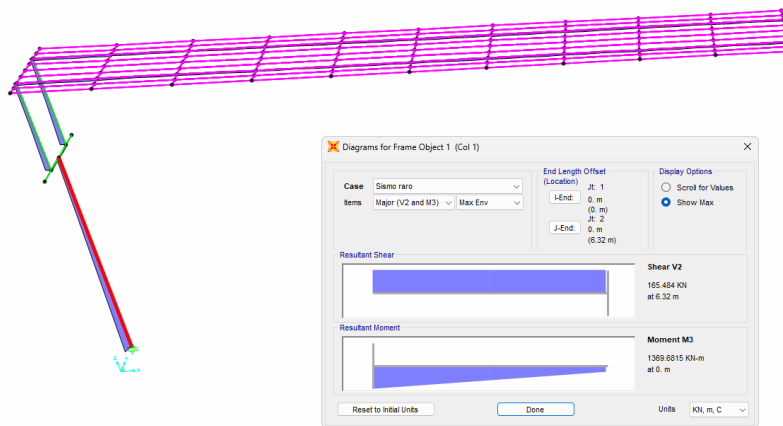 Diagrams for Frame Object 1 (Col 1)
Case
Sismo raro
Items
Major (V2 and M3)
Max Env
End Length Offset
(Location)
Jt: 1
I-End:
0. m
(0. m)
Jt: 2
J-End:
0. m
(6.32 m)
Display Options
Scroll for Values
Show Max
Resultant Shear
Shear V2
165.484 KN
at 6.32 m
Resultant Moment
Moment M3
1369.6815 KN-m
at 0. m
Reset to Initial Units
Done
Units
KN, m, C
Z
X